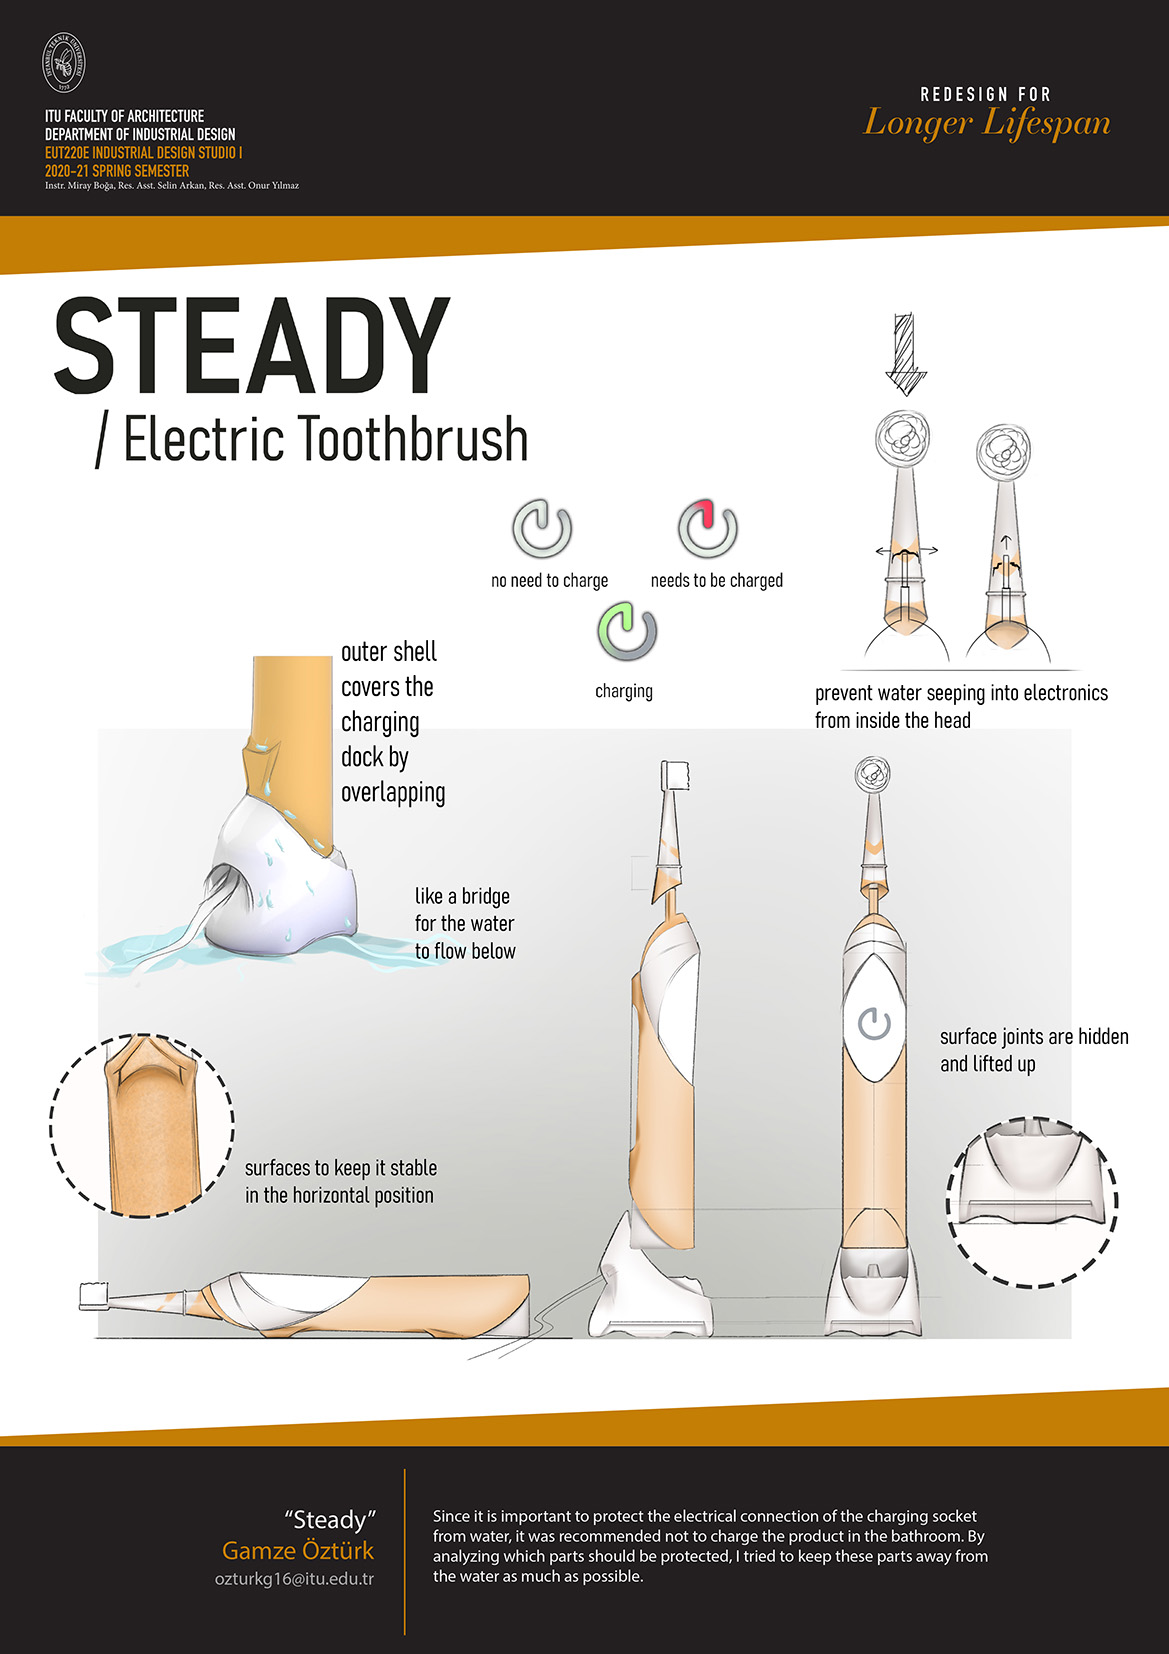 İSTANBUL TEKNİK ÜNİVERSİTESİ
1773
ITU FACULTY OF ARCHITECTURE
DEPARTMENT OF INDUSTRIAL DESIGN
EUT220E INDUSTRIAL DESIGN STUDIO I
2020-21 SPRING SEMESTER
Instr. Miray Boğa, Res. Asst. Selin Arkan, Res. Asst. Onur Yılmaz
REDESIGN FOR
Longer Lifespan
STEADY
/ Electric Toothbrush
no need to charge
needs to be charged
charging
outer shell
covers the
charging
dock by
overlapping
prevent water seeping into electronics
from inside the head
like a bridge
for the water
to flow below
surface joints are hidden
and lifted up
surfaces to keep it stable
in the horizontal position
“Steady”
Gamze Öztürk
ozturkg16@itu.edu.tr
Since it is important to protect the electrical connection of the charging socket
from water, it was recommended not to charge the product in the bathroom. By
analyzing which parts should be protected, I tried to keep these parts away from
the water as much as possible.